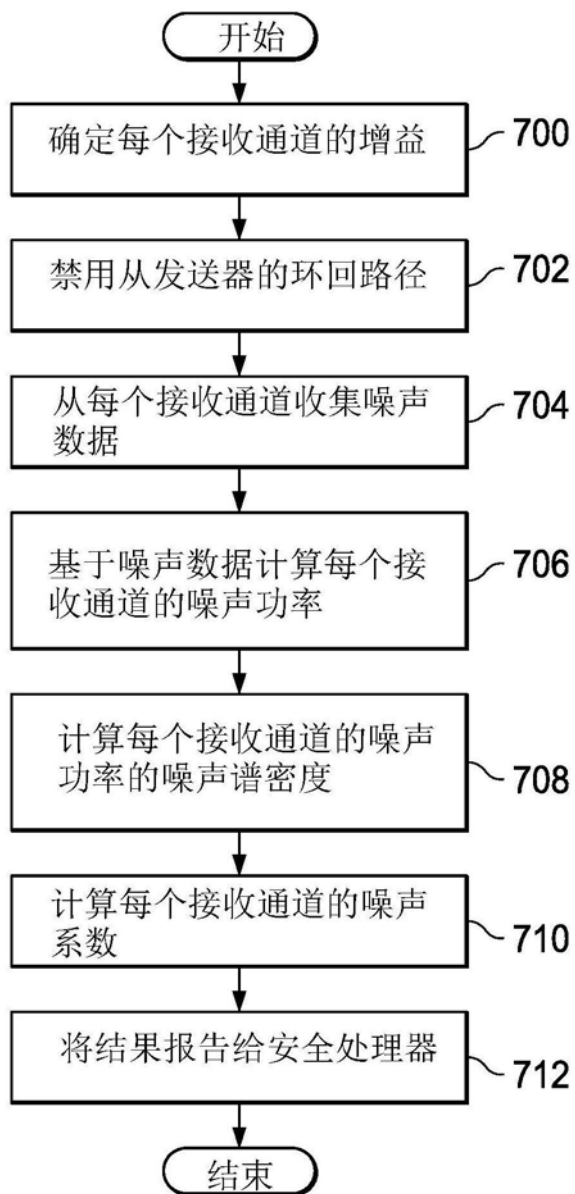 开始
确定每个接收通道的增益
700
禁用从发送器的环回路径
702
从每个接收通道收集噪声
数据
704
基于噪声数据计算每个接
收通道的噪声功率
706
计算每个接收通道的噪声
功率的噪声谱密度
708
计算每个接收通道的噪声
系数
710
将结果报告给安全处理器
712
结束